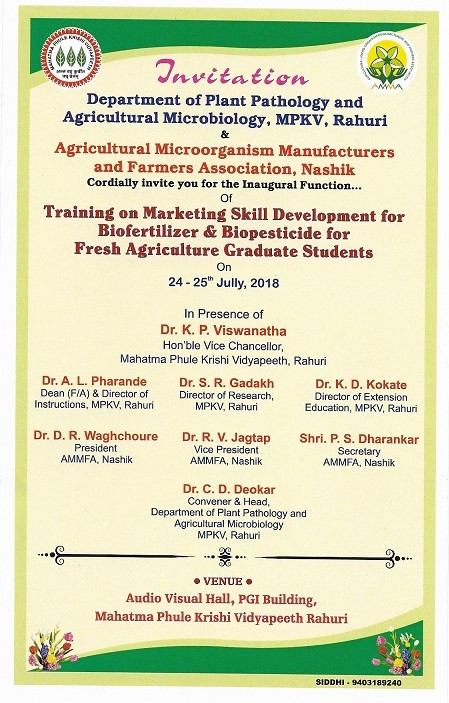 MAHATMA PHULE KRISHI VIDYAPEETH
Invitation
Department of Plant Pathology and
Agricultural Microbiology, MPKV, Rahuri
&
Agricultural Microorganism Manufacturers
and Farmers Association, Nashik
Cordially invite you for the Inaugural Function...
Of
Training on Marketing Skill Development for
Biofertilizer & Biopesticide for
Fresh Agriculture Graduate Students
On
24 - 25th Jully, 2018
In Presence of
Dr. K. P. Viswanatha
Hon'ble Vice Chancellor,
Mahatma Phule Krishi Vidyapeeth, Rahuri
Dr. A. L. Pharande
Dean (F/A) & Director of
Instructions, MPKV, Rahuri
Dr. S. R. Gadakh
Director of Research,
MPKV, Rahuri
Dr. K. D. Kokate
Director of Extension
Education, MPKV, Rahuri
Dr. D. R. Waghchoure
President
AMMFA, Nashik
Dr. R. V. Jagtap
Vice President
AMMFA, Nashik
Shri. P. S. Dharankar
Secretary
AMMFA, Nashik
Dr. C. D. Deokar
Convener & Head,
Department of Plant Pathology and
Agricultural Microbiology
MPKV, Rahuri
• VENUE •
Audio Visual Hall, PGI Building,
Mahatma Phule Krishi Vidyapeeth Rahuri
SIDDHI - 9403189240